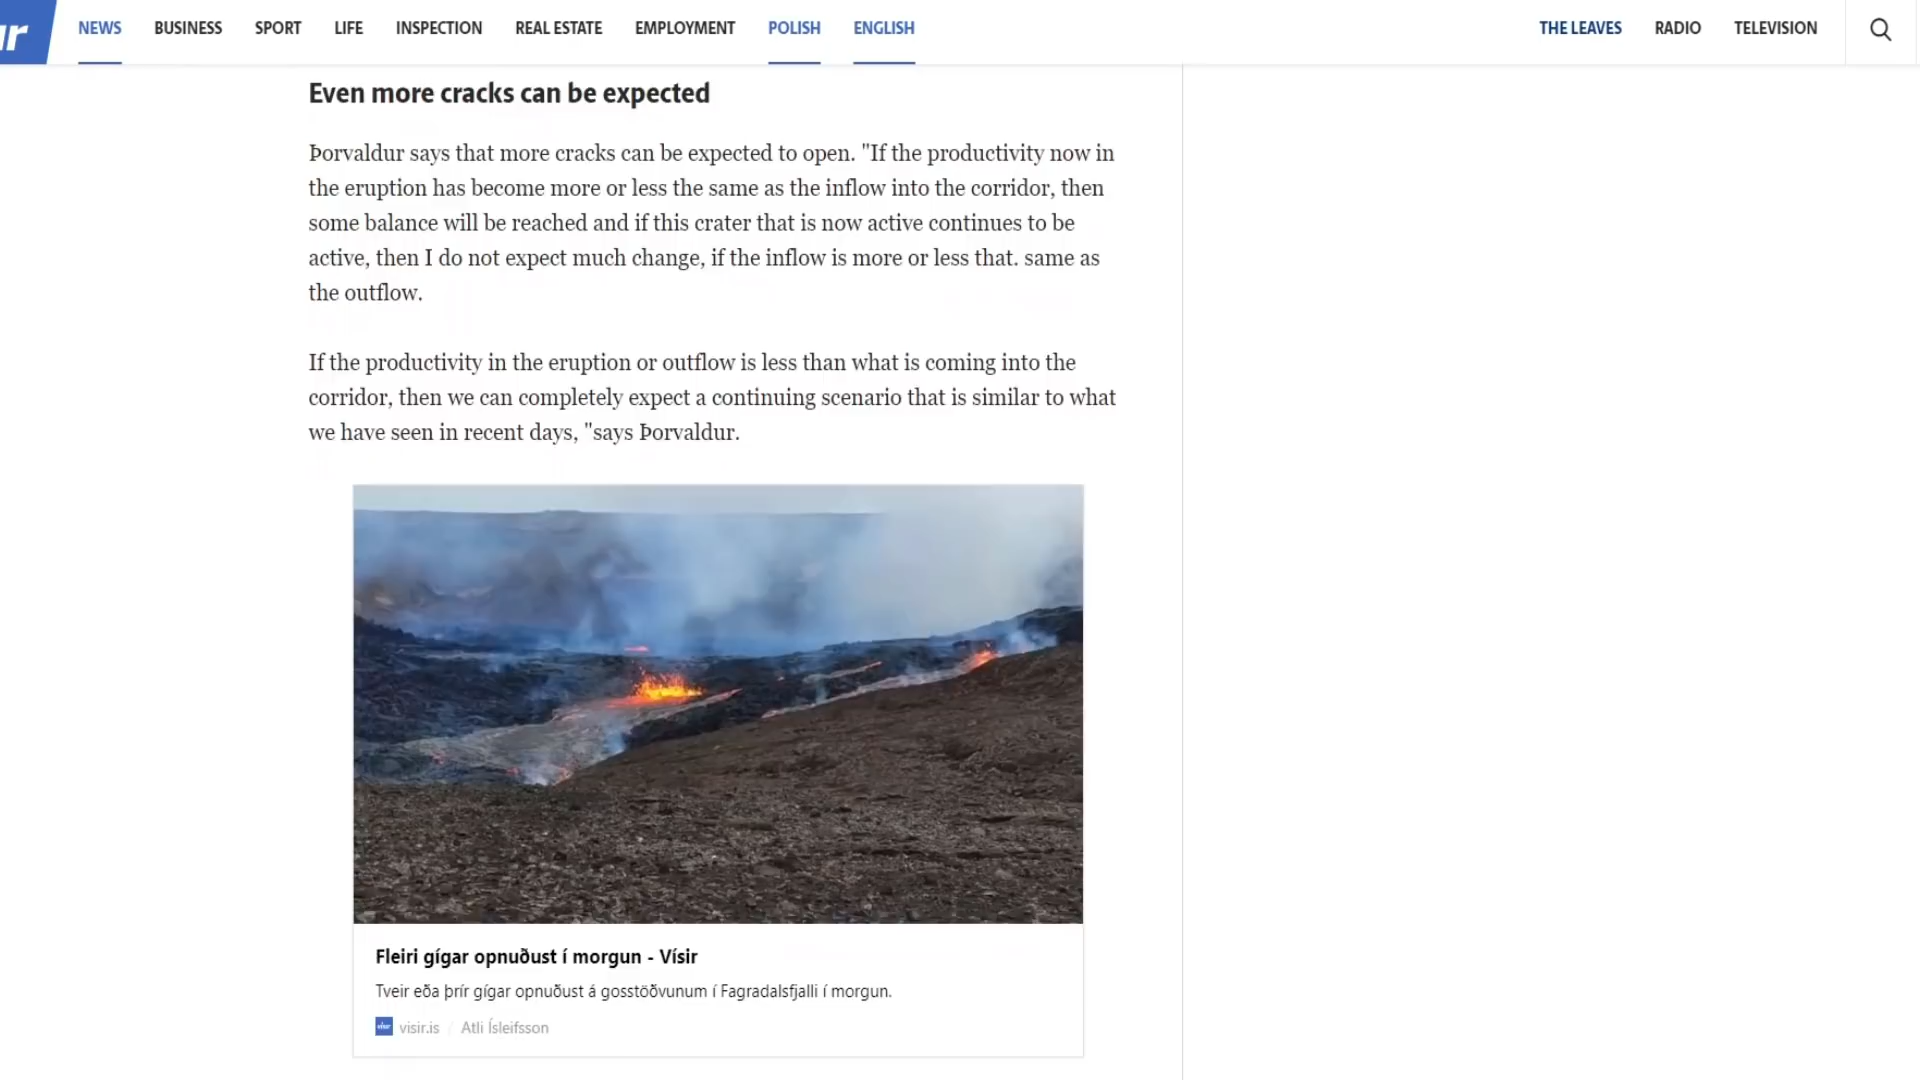 NEWS BUSINESS SPORT LIFE INSPECTION REAL ESTATE EMPLOYMENT POLISH ENGLISH THE LEAVES RADIO TELEVISION
Even more cracks can be expected
Þorvaldur says that more cracks can be expected to open. "If the productivity now in
the eruption has become more or less the same as the inflow into the corridor, then
some balance will be reached and if this crater that is now active continues to be
active, then I do not expect much change, if the inflow is more or less that. same as
the outflow.
If the productivity in the eruption or outflow is less than what is coming into the
corridor, then we can completely expect a continuing scenario that is similar to what
we have seen in recent days, "says Þorvaldur.
Fleiri gígar opnuðust í morgun - Vísir
Tveir eða þrír gígar opnuðust á gosstöðvunum í Fagradalsfjalli í morgun.
visir.is / Atli Ísleifsson